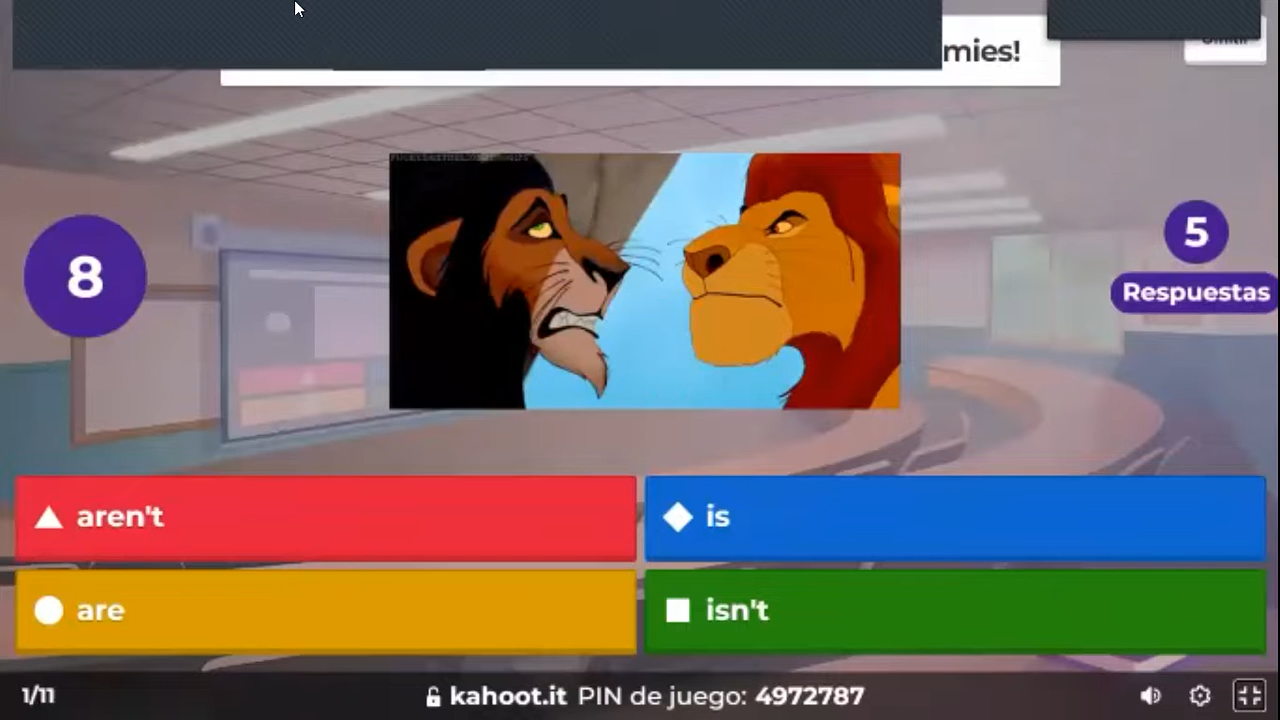 mies!
8
5
Respuestas
aren't
is
are
isn't
1/11
kahoot.it PIN de juego: 4972787